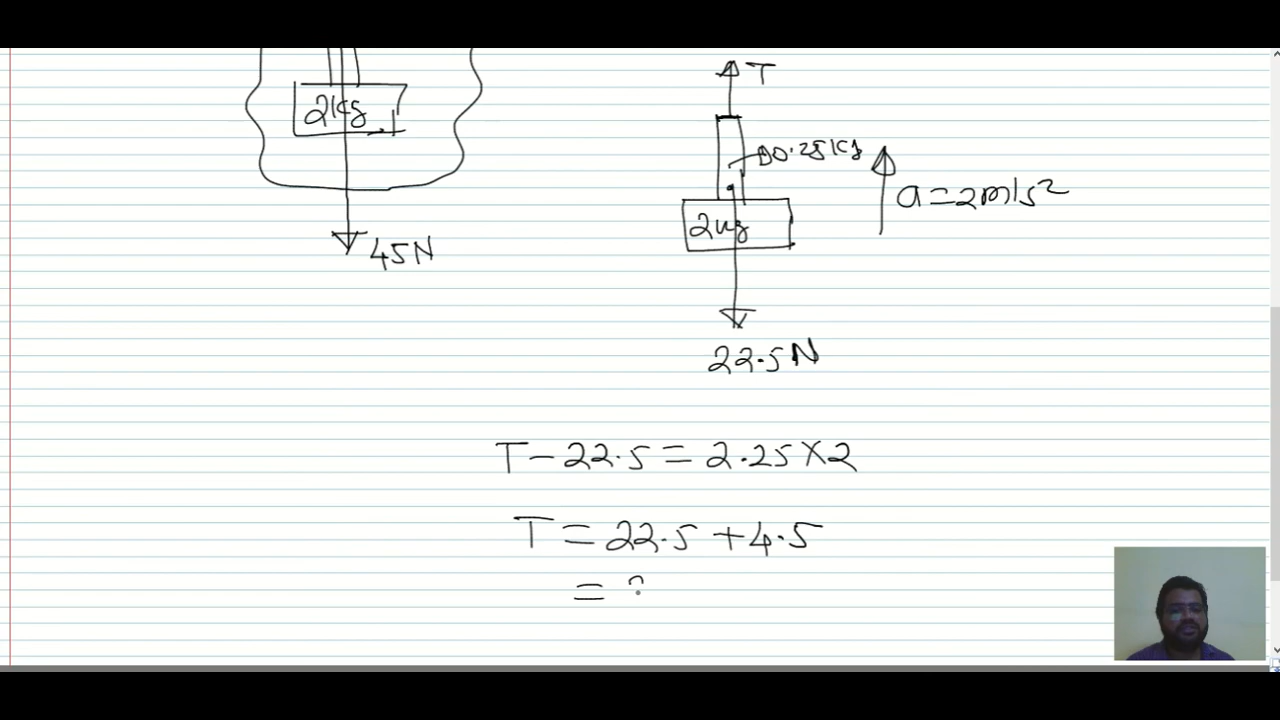 2kg
45N
T
0.25kg
a=2m/s²
2kg
22.5N
T-22.5=2.25×2
T=22.5+4.5
=